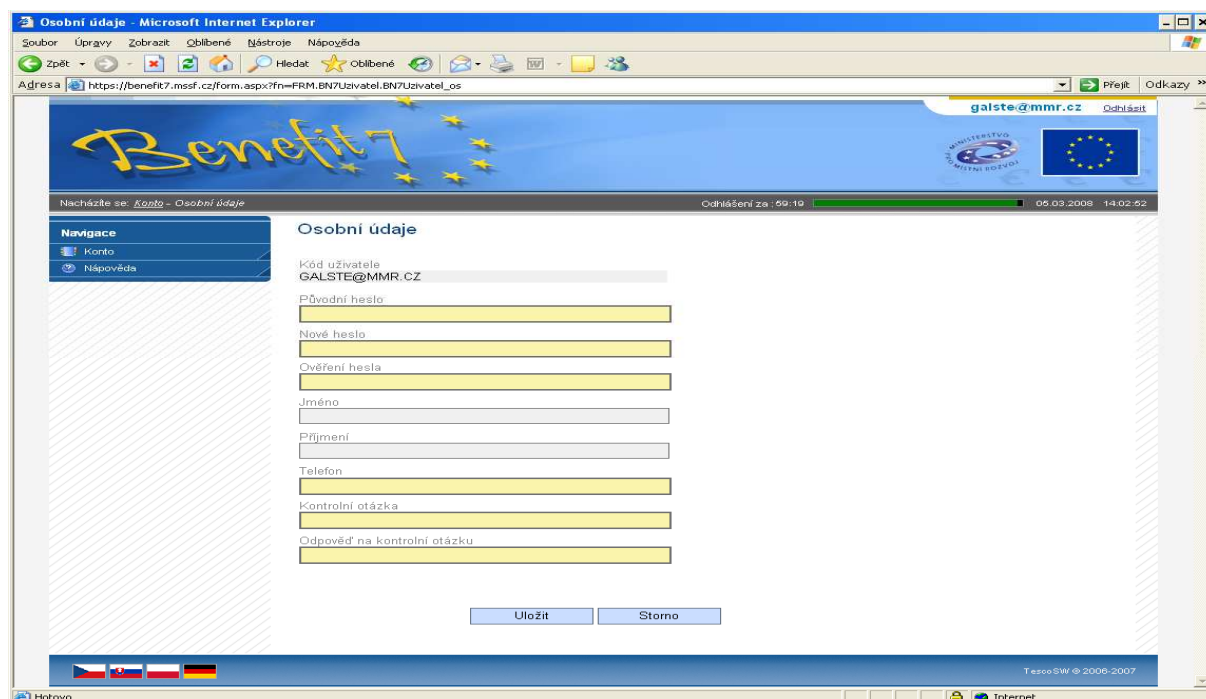 Osobní údaje - Microsoft Internet Explorer
Soubor Úpravy Zobrazit Oblíbené Nástroje Nápověda
Zpět Hledat Oblíbené
Adresa https://benefit7.mssf.cz/form.aspx?fn=FRM.BN7Uzivatel.BN7Uzivatel_os Přejít Odkazy »
galste@mmr.cz Odhlásit
Benefit7
MINISTERSTVO PRO MÍSTNÍ ROZVOJ
Nacházíte se: Konto - Osobní údaje Odhlášení za : 59:19 05.03.2008 14:02:52
Navigace
Konto
Nápověda
Osobní údaje
Kód uživatele
GALSTE@MMR.CZ
Původní heslo
Nové heslo
Ověření hesla
Jméno
Příjmení
Telefon
Kontrolní otázka
Odpověď na kontrolní otázku
Uložit Storno
TescoSW © 2006-2007
Hotovo Internet